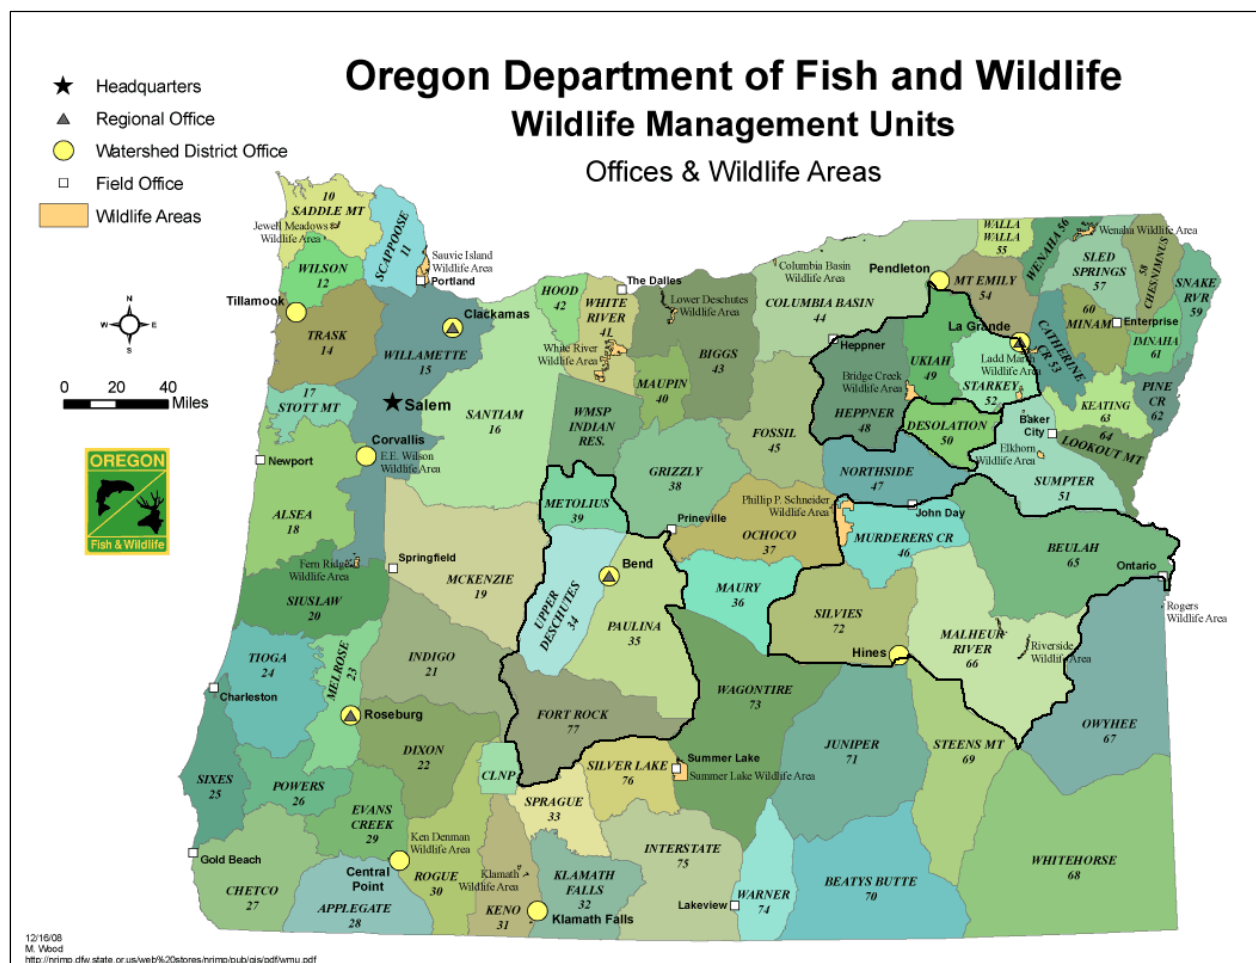 Oregon Department of Fish and Wildlife
Wildlife Management Units
Offices & Wildlife Areas
Headquarters
Regional Office
Watershed District Office
Field Office
Wildlife Areas
N
W
E
S
0
20
40
Miles
OREGON
Fish & Wildlife
10
SADDLE MT
Jewell Meadows
Wildlife Area
SCAPPOOSE
11
Sauvie Island
Wildlife Area
Portland
WILSON
12
Tillamook
TRASK
14
Clackamas
WILLAMETTE
15
HOOD
42
WHITE
RIVER
41
White River
Wildlife Area
The Dalles
Lower Deschutes
Wildlife Area
MAUPIN
40
BIGGS
43
Columbia Basin
Wildlife Area
COLUMBIA BASIN
44
Pendleton
WALLA
WALLA
55
WENAHA 56
Wenaha Wildlife Area
SLED
SPRINGS
57
58
CHESNIMNUS
SNAKE
RVR
59
MT EMILY
54
La Grande
60
MINAM
Enterprise
IMNAHA
61
CATHERINE
CR 53
Ladd Marsh
Wildlife Area
Heppner
UKIAH
49
STARKEY
52
Bridge Creek
Wildlife Area
HEPPNER
48
DESOLATION
50
PINE
CR
62
KEATING
63
64
LOOKOUT MT
Baker
City
Elkhorn
Wildlife Area
SUMPTER
51
17
STOTT MT
Salem
SANTIAM
16
WMSP
INDIAN
RES.
FOSSIL
45
NORTHSIDE
47
Corvallis
E.E. Wilson
Wildlife Area
Newport
GRIZZLY
38
METOLIUS
39
Phillip P. Schneider
Wildlife Area
Prineville
OCHOCO
37
John Day
MURDERERS CR
46
BEULAH
65
Ontario
Rogers
Wildlife Area
ALSEA
18
Fern Ridge
Wildlife Area
Springfield
MCKENZIE
19
SIUSLAW
20
UPPER
DESCHUTES
34
Bend
PAULINA
35
MAURY
36
SILVIES
72
Hines
MALHEUR
RIVER
66
Riverside
Wildlife Area
TIOGA
24
MELROSE
23
INDIGO
21
Charleston
Roseburg
FORT ROCK
77
WAGONTIRE
73
OWYHEE
67
DIXON
22
CLNP
SILVER LAKE
76
Summer Lake
Summer Lake Wildlife Area
JUNIPER
71
STEENS MT
69
SIXES
25
POWERS
26
EVANS
CREEK
29
SPRAGUE
33
Ken Denman
Wildlife Area
INTERSTATE
75
Gold Beach
CHETCO
27
Central
Point
ROGUE
30
Klamath
Wildlife Area
KLAMATH
FALLS
32
WARNER
74
BEATYS BUTTE
70
WHITEHORSE
68
APPLEGATE
28
KENO
31
Klamath Falls
Lakeview
12/16/08
M. Wood
http://nrimp.dfw.state.or.us/web%20stores/nrimp/pub/gis/pdf/wmu.pdf